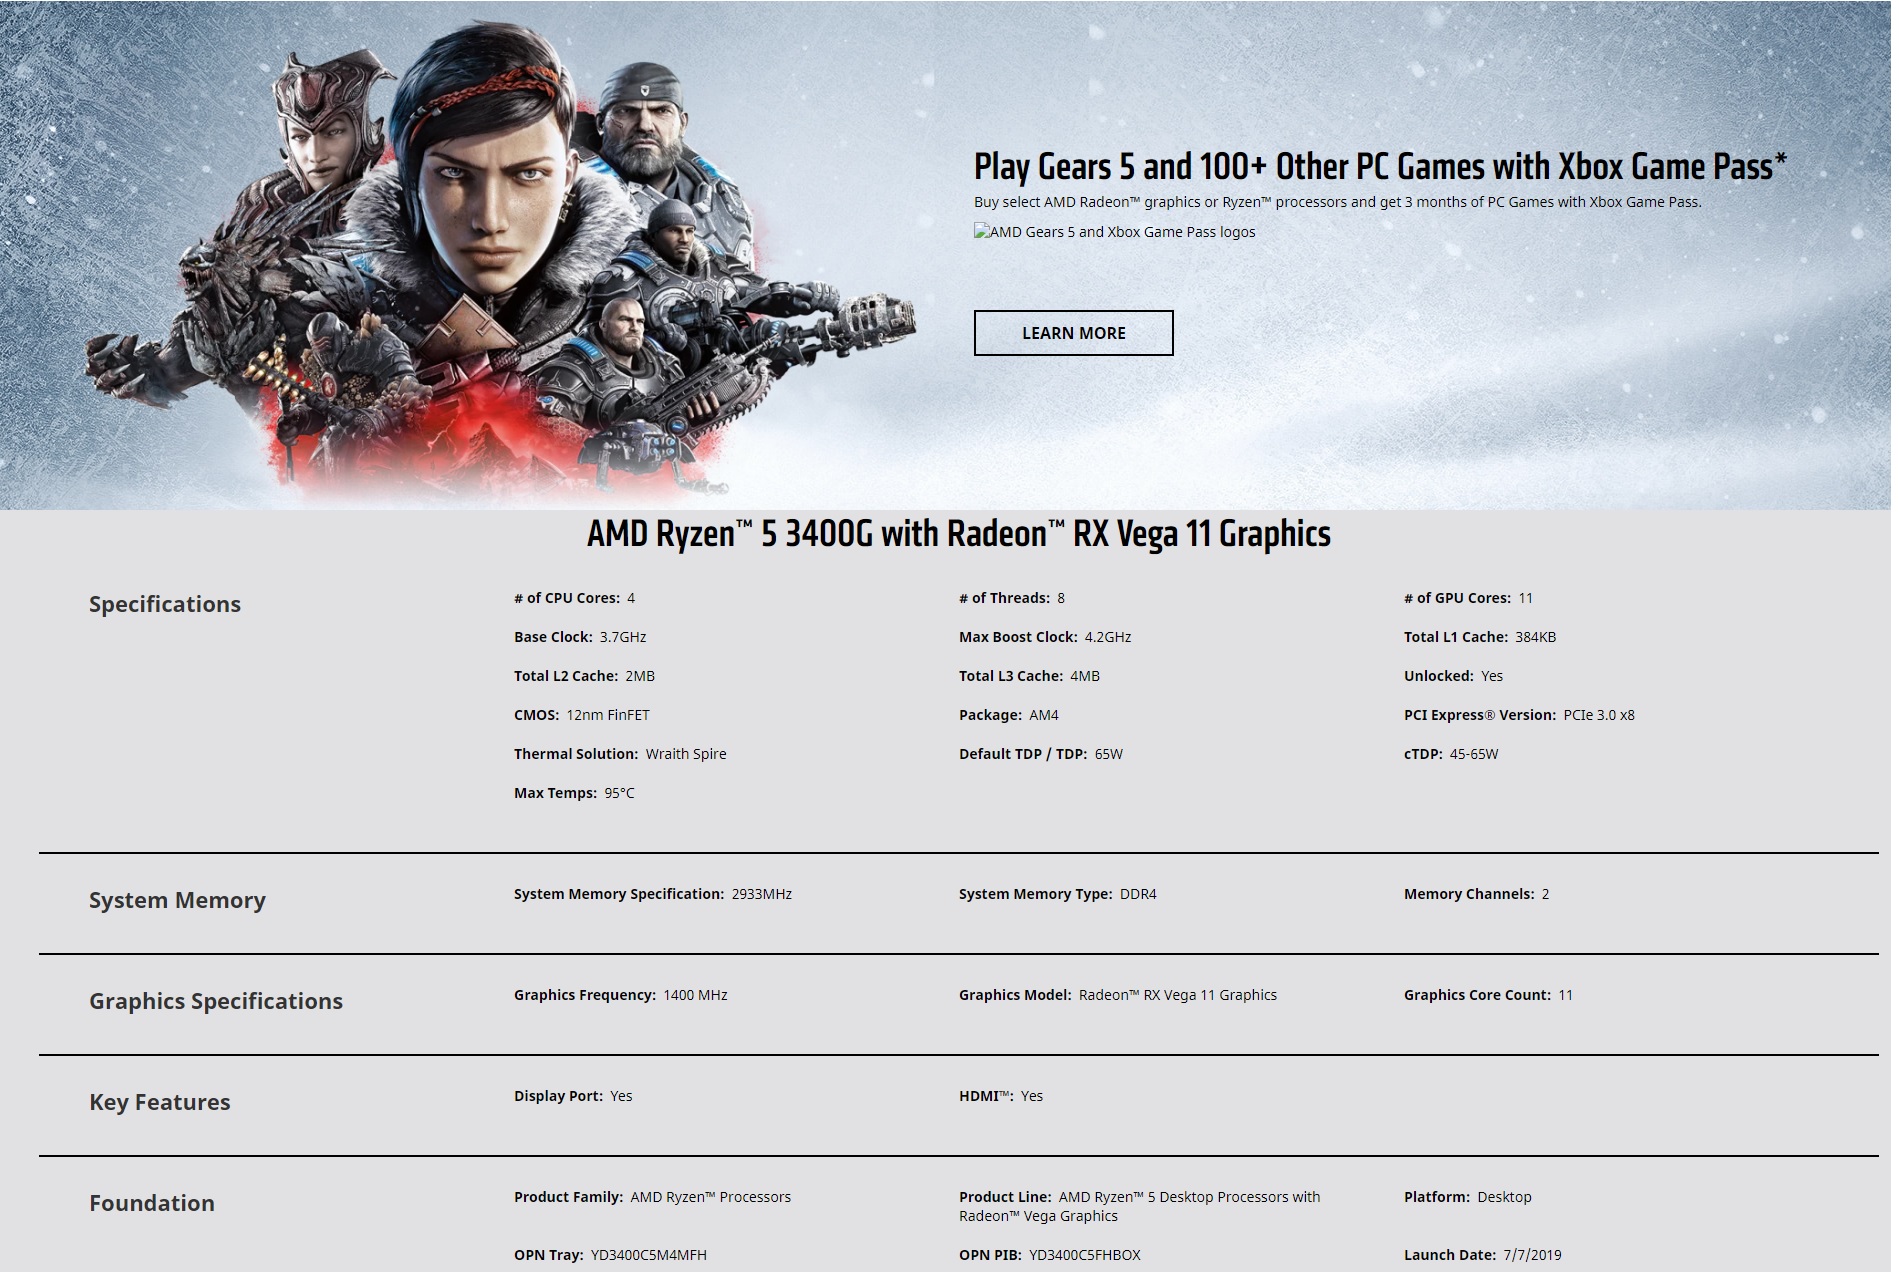 Play Gears 5 and 100+ Other PC Games with Xbox Game Pass*
Buy select AMD Radeon™ graphics or Ryzen™ processors and get 3 months of PC Games with Xbox Game Pass.
AMD Gears 5 and Xbox Game Pass logos
LEARN MORE
AMD Ryzen™ 5 3400G with Radeon™ RX Vega 11 Graphics
Specifications
# of CPU Cores: 4
# of Threads: 8
# of GPU Cores: 11
Base Clock: 3.7GHz
Max Boost Clock: 4.2GHz
Total L1 Cache: 384KB
Total L2 Cache: 2MB
Total L3 Cache: 4MB
Unlocked: Yes
CMOS: 12nm FinFET
Package: AM4
PCI Express® Version: PCIe 3.0 x8
Thermal Solution: Wraith Spire
Default TDP / TDP: 65W
cTDP: 45-65W
Max Temps: 95°C
System Memory
System Memory Specification: 2933MHz
System Memory Type: DDR4
Memory Channels: 2
Graphics Specifications
Graphics Frequency: 1400 MHz
Graphics Model: Radeon™ RX Vega 11 Graphics
Graphics Core Count: 11
Key Features
Display Port: Yes
HDMI™: Yes
Foundation
Product Family: AMD Ryzen™ Processors
Product Line: AMD Ryzen™ 5 Desktop Processors with
Radeon™ Vega Graphics
Platform: Desktop
OPN Tray: YD3400C5M4MFH
OPN PIB: YD3400C5FHBOX
Launch Date: 7/7/2019